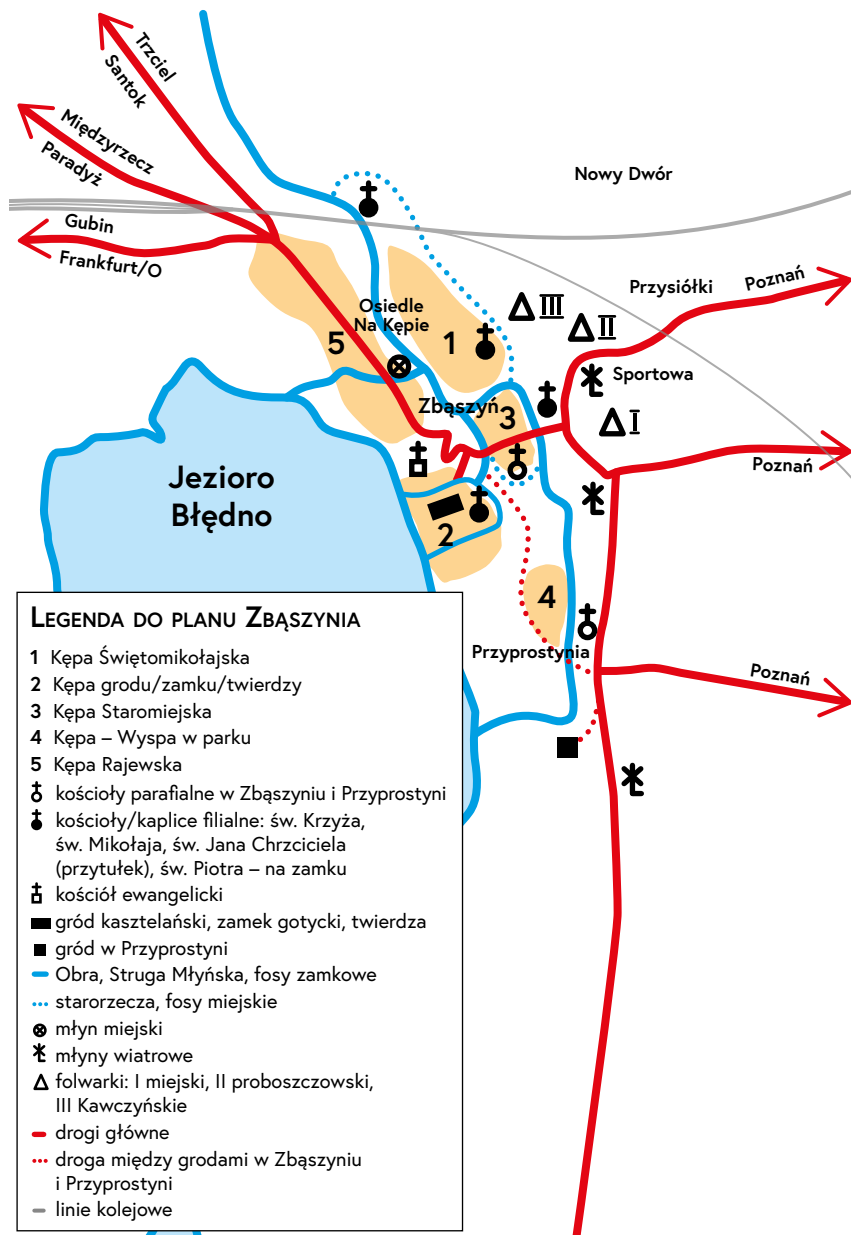 Trzciel
Santok
Międzyrzecz
Paradyż
Gubin
Frankfurt/O
Nowy Dwór
Przysiółki
Poznań
III
II
Osiedle
Na Kępie
5
1
Sportowa
Zbąszyń
3
I
Poznań
Jezioro
Błędno
2
4
Przyprostynia
Poznań
LEGENDA DO PLANU ZBĄSZYNIA
1 Kępa Świętomikołajska
2 Kępa grodu/zamku/twierdzy
3 Kępa Staromiejska
4 Kępa – Wyspa w parku
5 Kępa Rajewska
kościoły parafialne w Zbąszyniu i Przyprostyni
kościoły/kaplice filialne: św. Krzyża,
św. Mikołaja, św. Jana Chrzciciela
(przytułek), św. Piotra – na zamku
kościół ewangelicki
gród kasztelański, zamek gotycki, twierdza
gród w Przyprostyni
Obra, Struga Młyńska, fosy zamkowe
starorzecza, fosy miejskie
młyn miejski
młyny wiatrowe
folwarki: I miejski, II proboszczowski,
III Kawczyńskie
drogi główne
droga między grodami w Zbąszyniu
i Przyprostyni
linie kolejowe